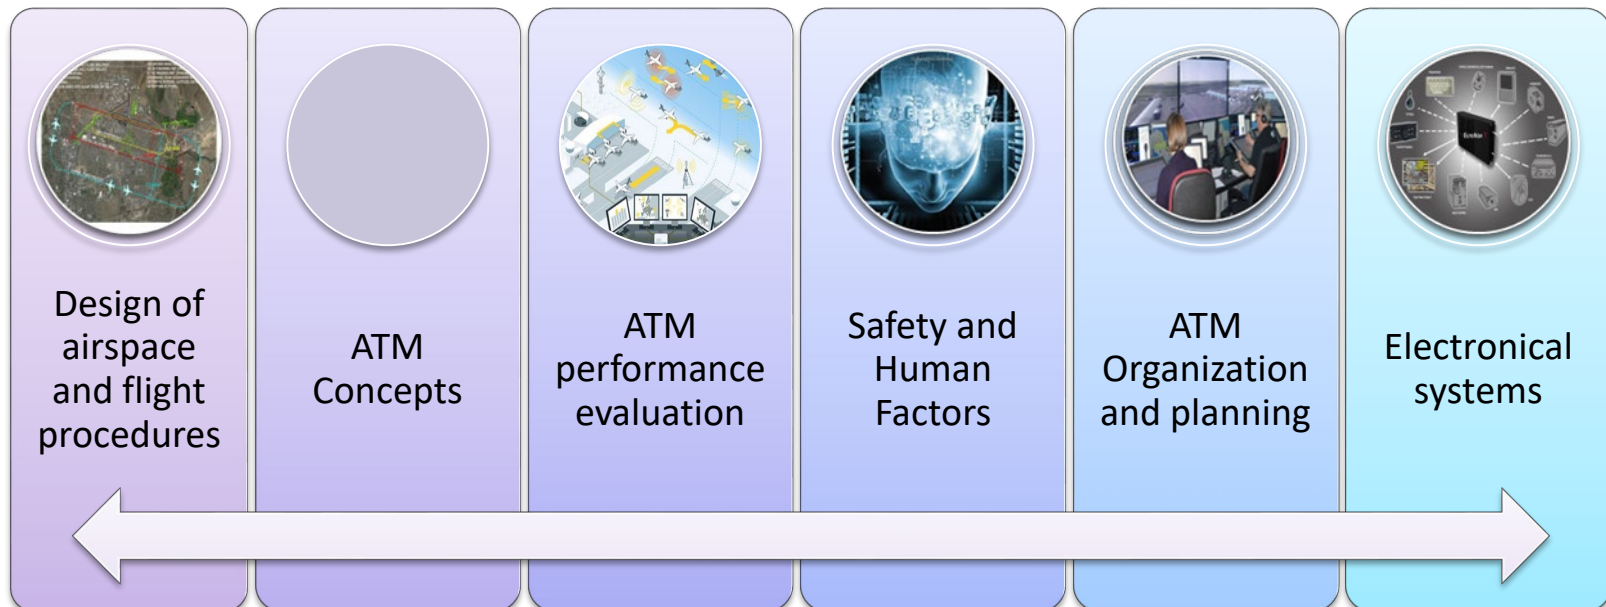 Design of
airspace
and flight
procedures
ATM
Concepts
ATM
performance
evaluation
Safety and
Human
Factors
ATM
Organization
and planning
Electronical
systems